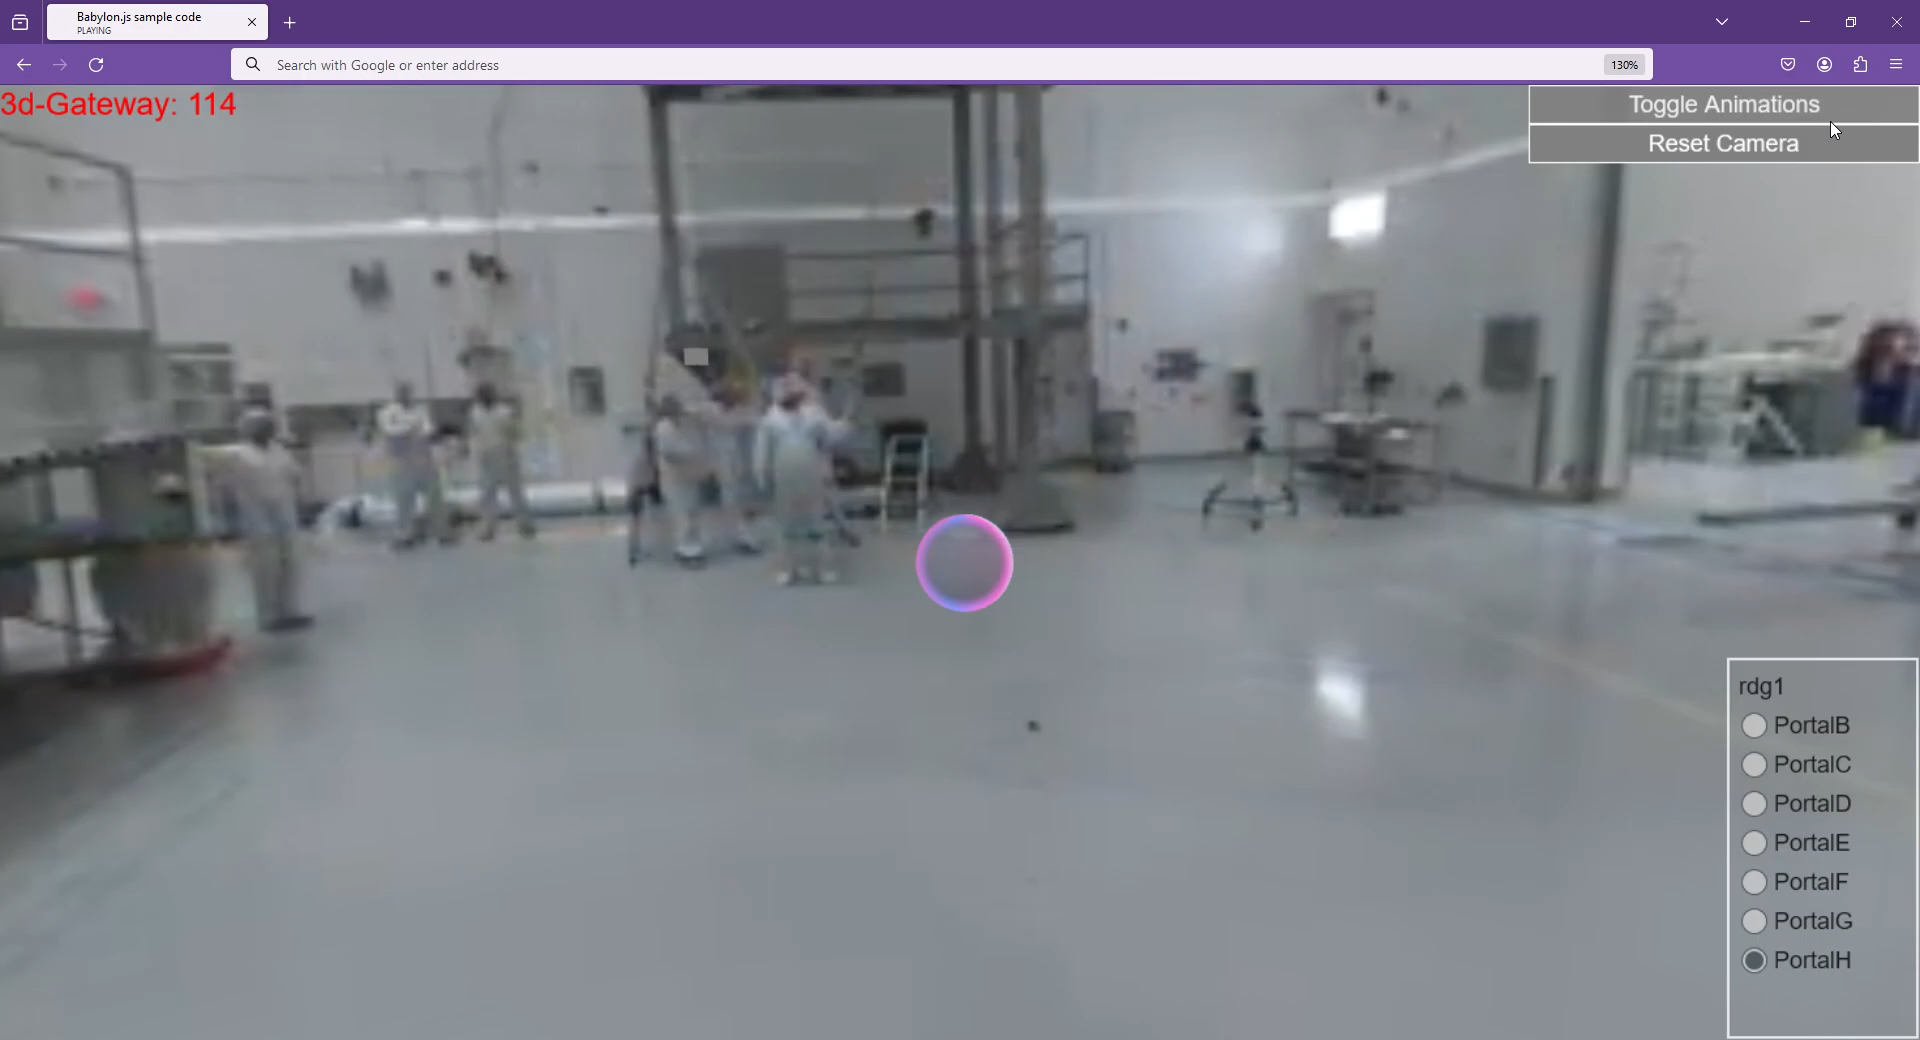 Babylon.js sample code
PLAYING
Search with Google or enter address
130%
3d-Gateway: 114
Toggle Animations
Reset Camera
rdg1
PortalB
PortalC
PortalD
PortalE
PortalF
PortalG
PortalH